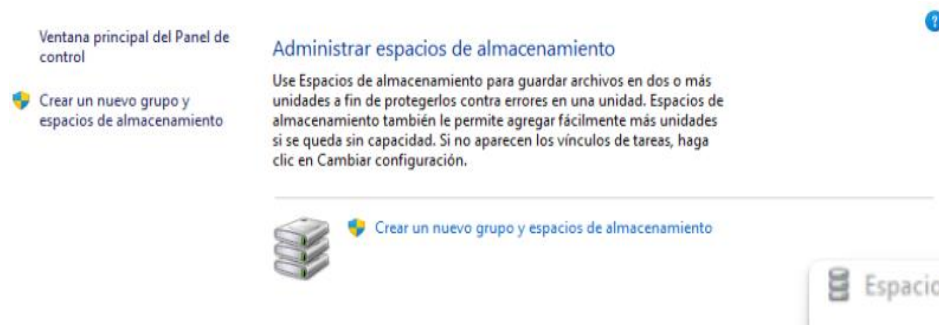 Ventana principal del Panel de
control
Crear un nuevo grupo y
espacios de almacenamiento
Administrar espacios de almacenamiento
Use Espacios de almacenamiento para guardar archivos en dos o más
unidades a fin de protegerlos contra errores en una unidad. Espacios de
almacenamiento también le permite agregar fácilmente más unidades
si se queda sin capacidad. Si no aparecen los vínculos de tareas, haga
clic en Cambiar configuración.
Crear un nuevo grupo y espacios de almacenamiento
Espacio